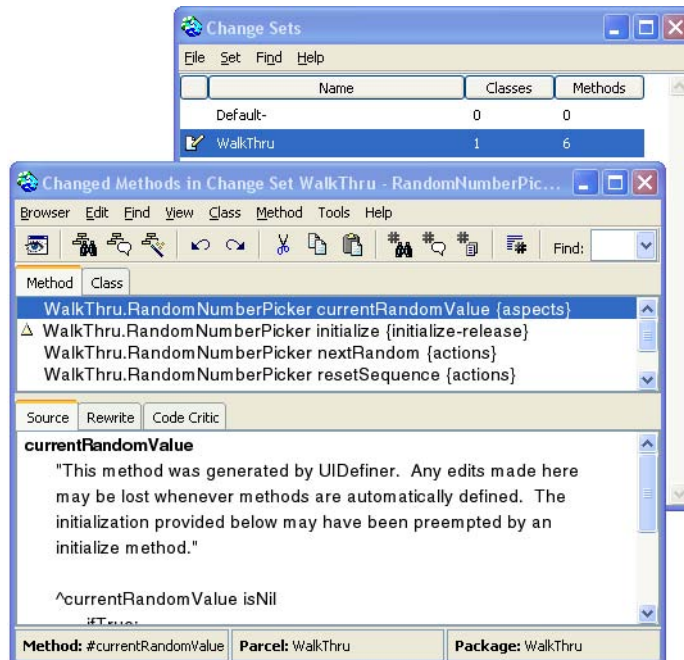 Change Sets
File Set Find Help
Name Classes Methods
Default- 0 0
WalkThru 1 6
Changed Methods in Change Set WalkThru - RandomNumberPic...
Browser Edit Find View Class Method Tools Help
Find:
Method Class
WalkThru.RandomNumberPicker currentRandomValue {aspects}
WalkThru.RandomNumberPicker initialize {initialize-release}
WalkThru.RandomNumberPicker nextRandom {actions}
WalkThru.RandomNumberPicker resetSequence {actions}
Source Rewrite Code Critic
currentRandomValue
"This method was generated by UIDefiner.  Any edits made here
may be lost whenever methods are automatically defined.  The
initialization provided below may have been preempted by an
initialize method."
^currentRandomValue isNil
ifTrue:
Method: #currentRandomValue Parcel: WalkThru Package: WalkThru